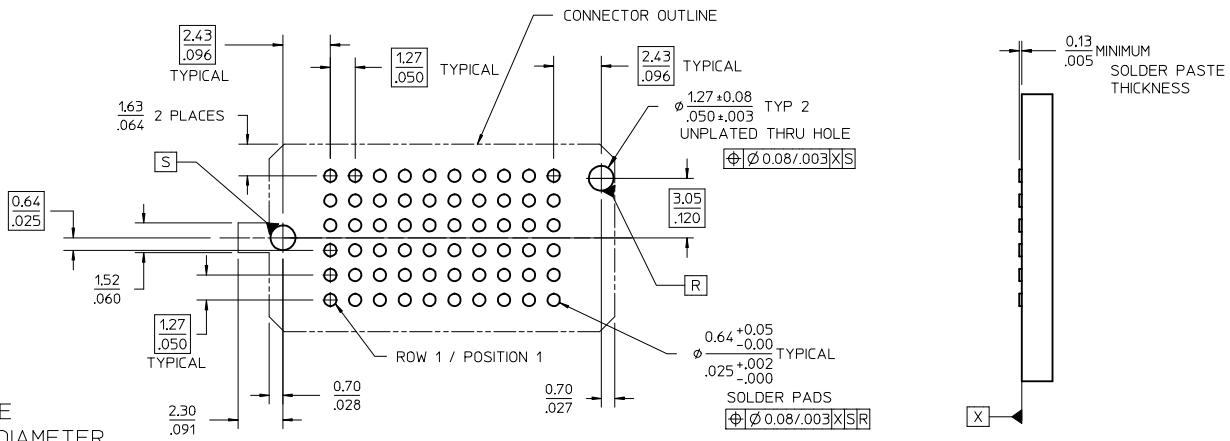 CONNECTOR OUTLINE
2.43
.096
TYPICAL
1.27
.050
TYPICAL
2.43
.096
TYPICAL
0.13
.005
MINIMUM
SOLDER PASTE
THICKNESS
1.63
.064
2 PLACES
⌀ 1.27 ±0.08
.050 ±.003
TYP 2
UNPLATED THRU HOLE
⌖ ⌀ 0.08/.003 X S
S
0.64
.025
3.05
.120
1.52
.060
R
1.27
.050
TYPICAL
ROW 1 / POSITION 1
⌀ 0.64 +0.05 -0.00
.025 +.002 -.000
TYPICAL
SOLDER PADS
⌖ ⌀ 0.08/.003 X S R
0.70
.028
0.70
.027
2.30
.091
X
E
DIAMETER